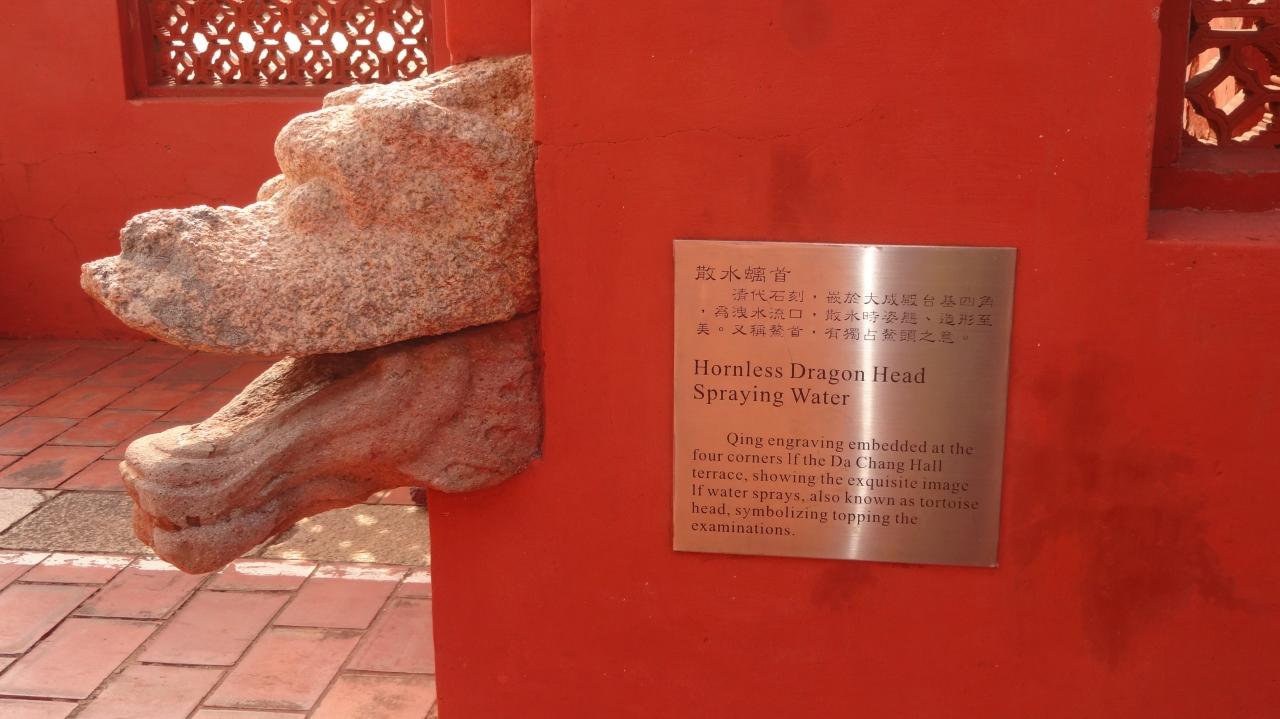 散水螭首
清代石刻，嵌於大成殿台基四角
，為洩水流口，散水時姿態、造形至
美。又稱鰲首，有獨占鰲頭之意。
Hornless Dragon Head
Spraying Water
Qing engraving embedded at the
four corners lf the Da Chang Hall
terrace, showing the exquisite image
lf water sprays, also known as tortoise
head, symbolizing topping the
examinations.